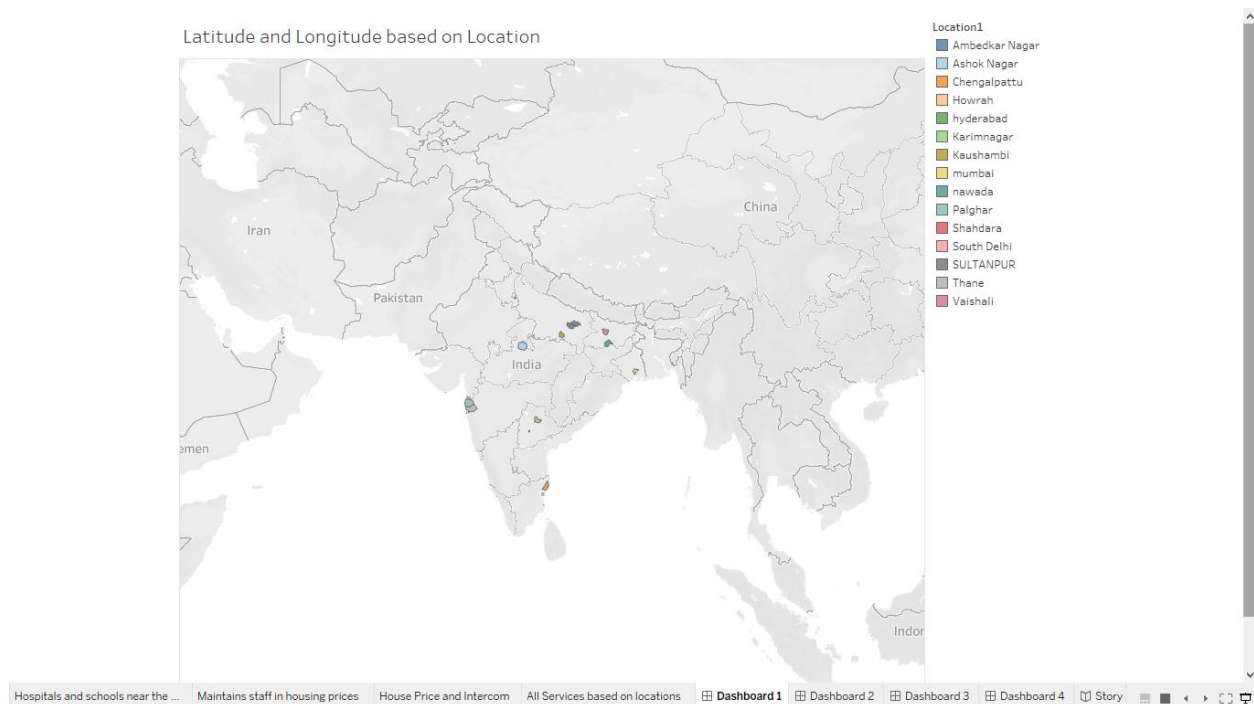 Latitude and Longitude based on Location
Location1
Ambedkar Nagar
Ashok Nagar
Chengalpattu
Howrah
hyderabad
Karimnagar
Kaushambi
mumbai
nawada
Palghar
Shahdara
South Delhi
SULTANPUR
Thane
Vaishali
China
Iran
Pakistan
India
emen
Indor
Hospitals and schools near the ... Maintains staff in housing prices House Price and Intercom All Services based on locations Dashboard 1 Dashboard 2 Dashboard 3 Dashboard 4 Story